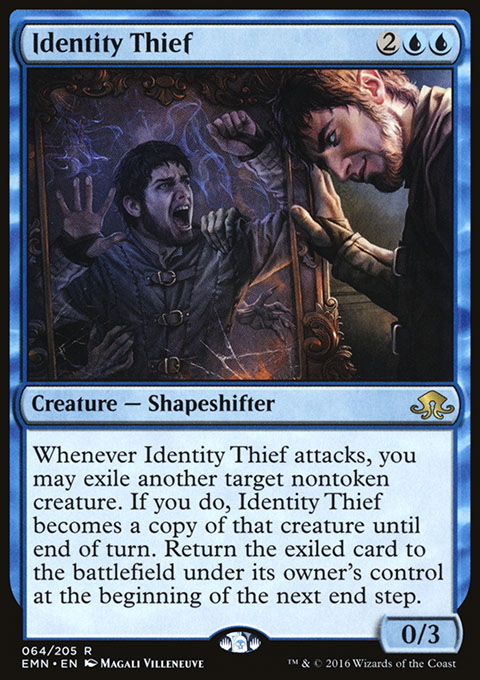 Identity Thief 2
Creature — Shapeshifter
Whenever Identity Thief attacks, you
may exile another target nontoken
creature. If you do, Identity Thief
becomes a copy of that creature until
end of turn. Return the exiled card to
the battlefield under its owner's control
at the beginning of the next end step.
0/3
064/205 R
EMN • EN Magali Villeneuve
™ & © 2016 Wizards of the Coast